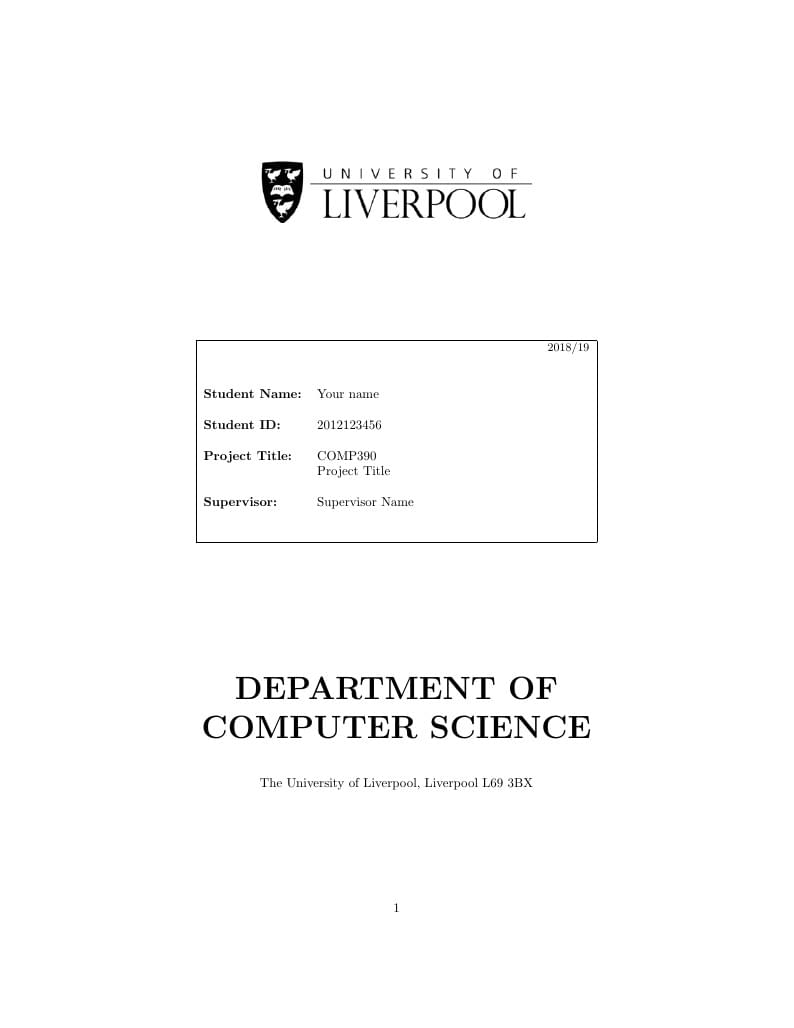 UNIVERSITY OF
LIVERPOOL
2018/19
Student Name: Your name
Student ID: 2012123456
Project Title: COMP390
Project Title
Supervisor: Supervisor Name
DEPARTMENT OF
COMPUTER SCIENCE
The University of Liverpool, Liverpool L69 3BX
1